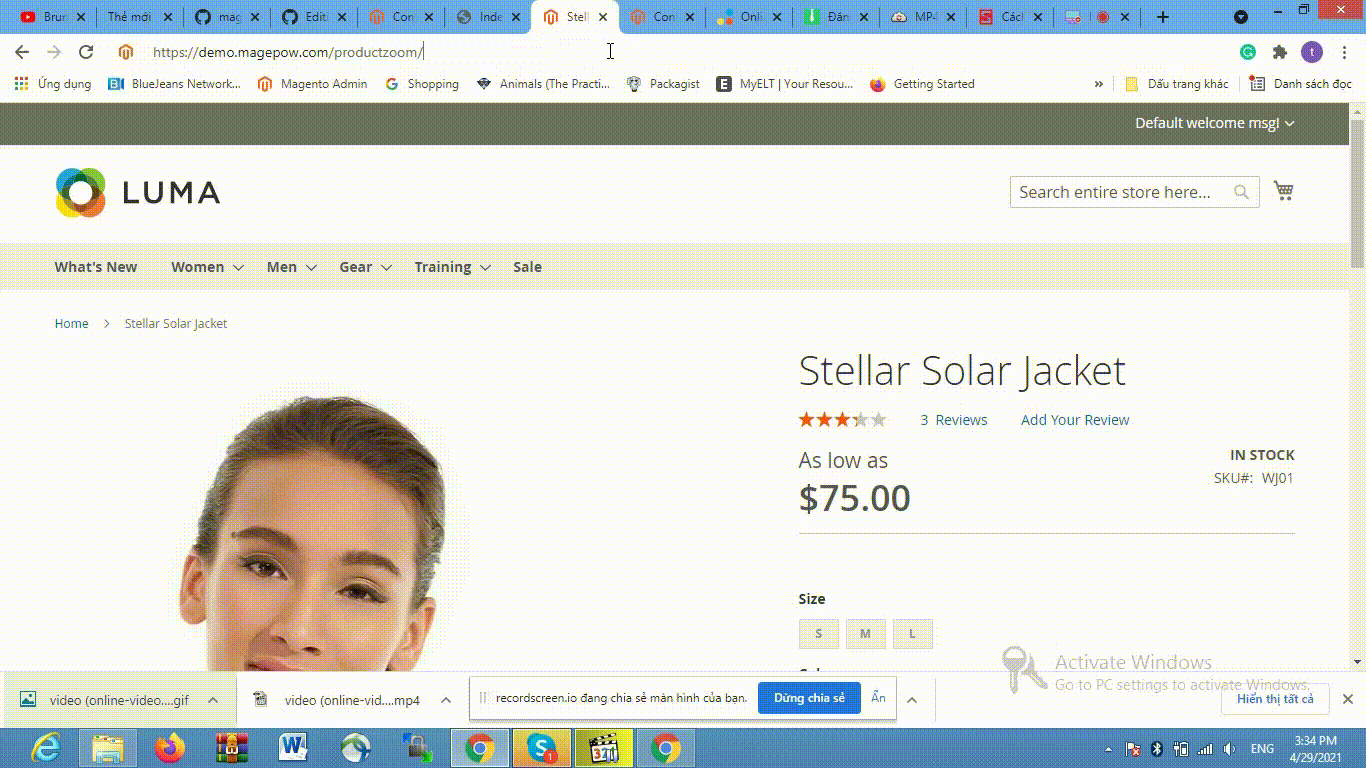 Brun
Thẻ mới
mag
Editi
Con
Inde
Stell
Con
Onli
Đăn
MP4
Cách
https://demo.magepow.com/productzoom/
t
Ứng dụng
BlueJeans Network...
Magento Admin
Shopping
Animals (The Practi...
Packagist
MyELT | Your Resou...
Getting Started
»
Dấu trang khác
Danh sách đọc
Default welcome msg!
LUMA
Search entire store here...
What's New
Women
Men
Gear
Training
Sale
Home > Stellar Solar Jacket
Stellar Solar Jacket
3 Reviews
Add Your Review
As low as
IN STOCK
$75.00
SKU#: WJ01
Size
S
M
L
Activate Windows
Go to PC settings to activate Windows.
video (online-video....gif
video (online-vid....mp4
recordscreen.io đang chia sẻ màn hình của bạn.
Dừng chia sẻ
Ẩn
Hiển thị tất cả
ENG
3:34 PM
4/29/2021